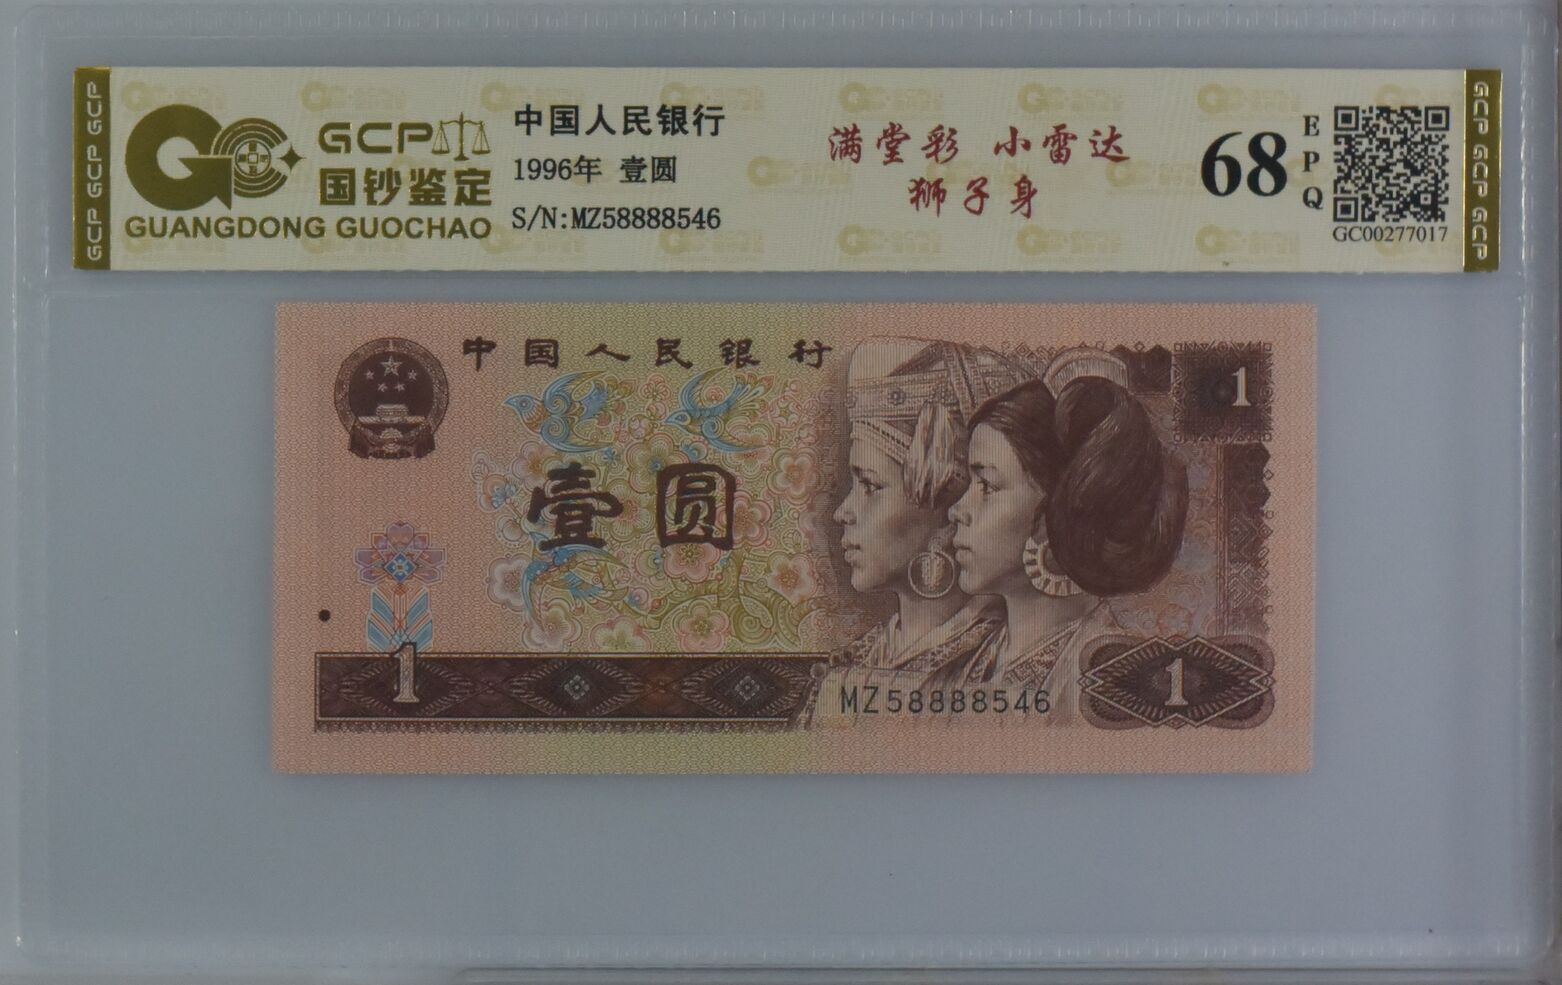 GCP GCP GCP
GCP
国钞鉴定
GUANGDONG GUOCHAO
中国人民银行
1996年 壹圆
S/N:MZ58888546
满堂彩 小雷达
狮子身
68
EPQ
GC00277017
GCP GCP GCP
中国人民银行
1
壹圆
1
MZ58888546
1